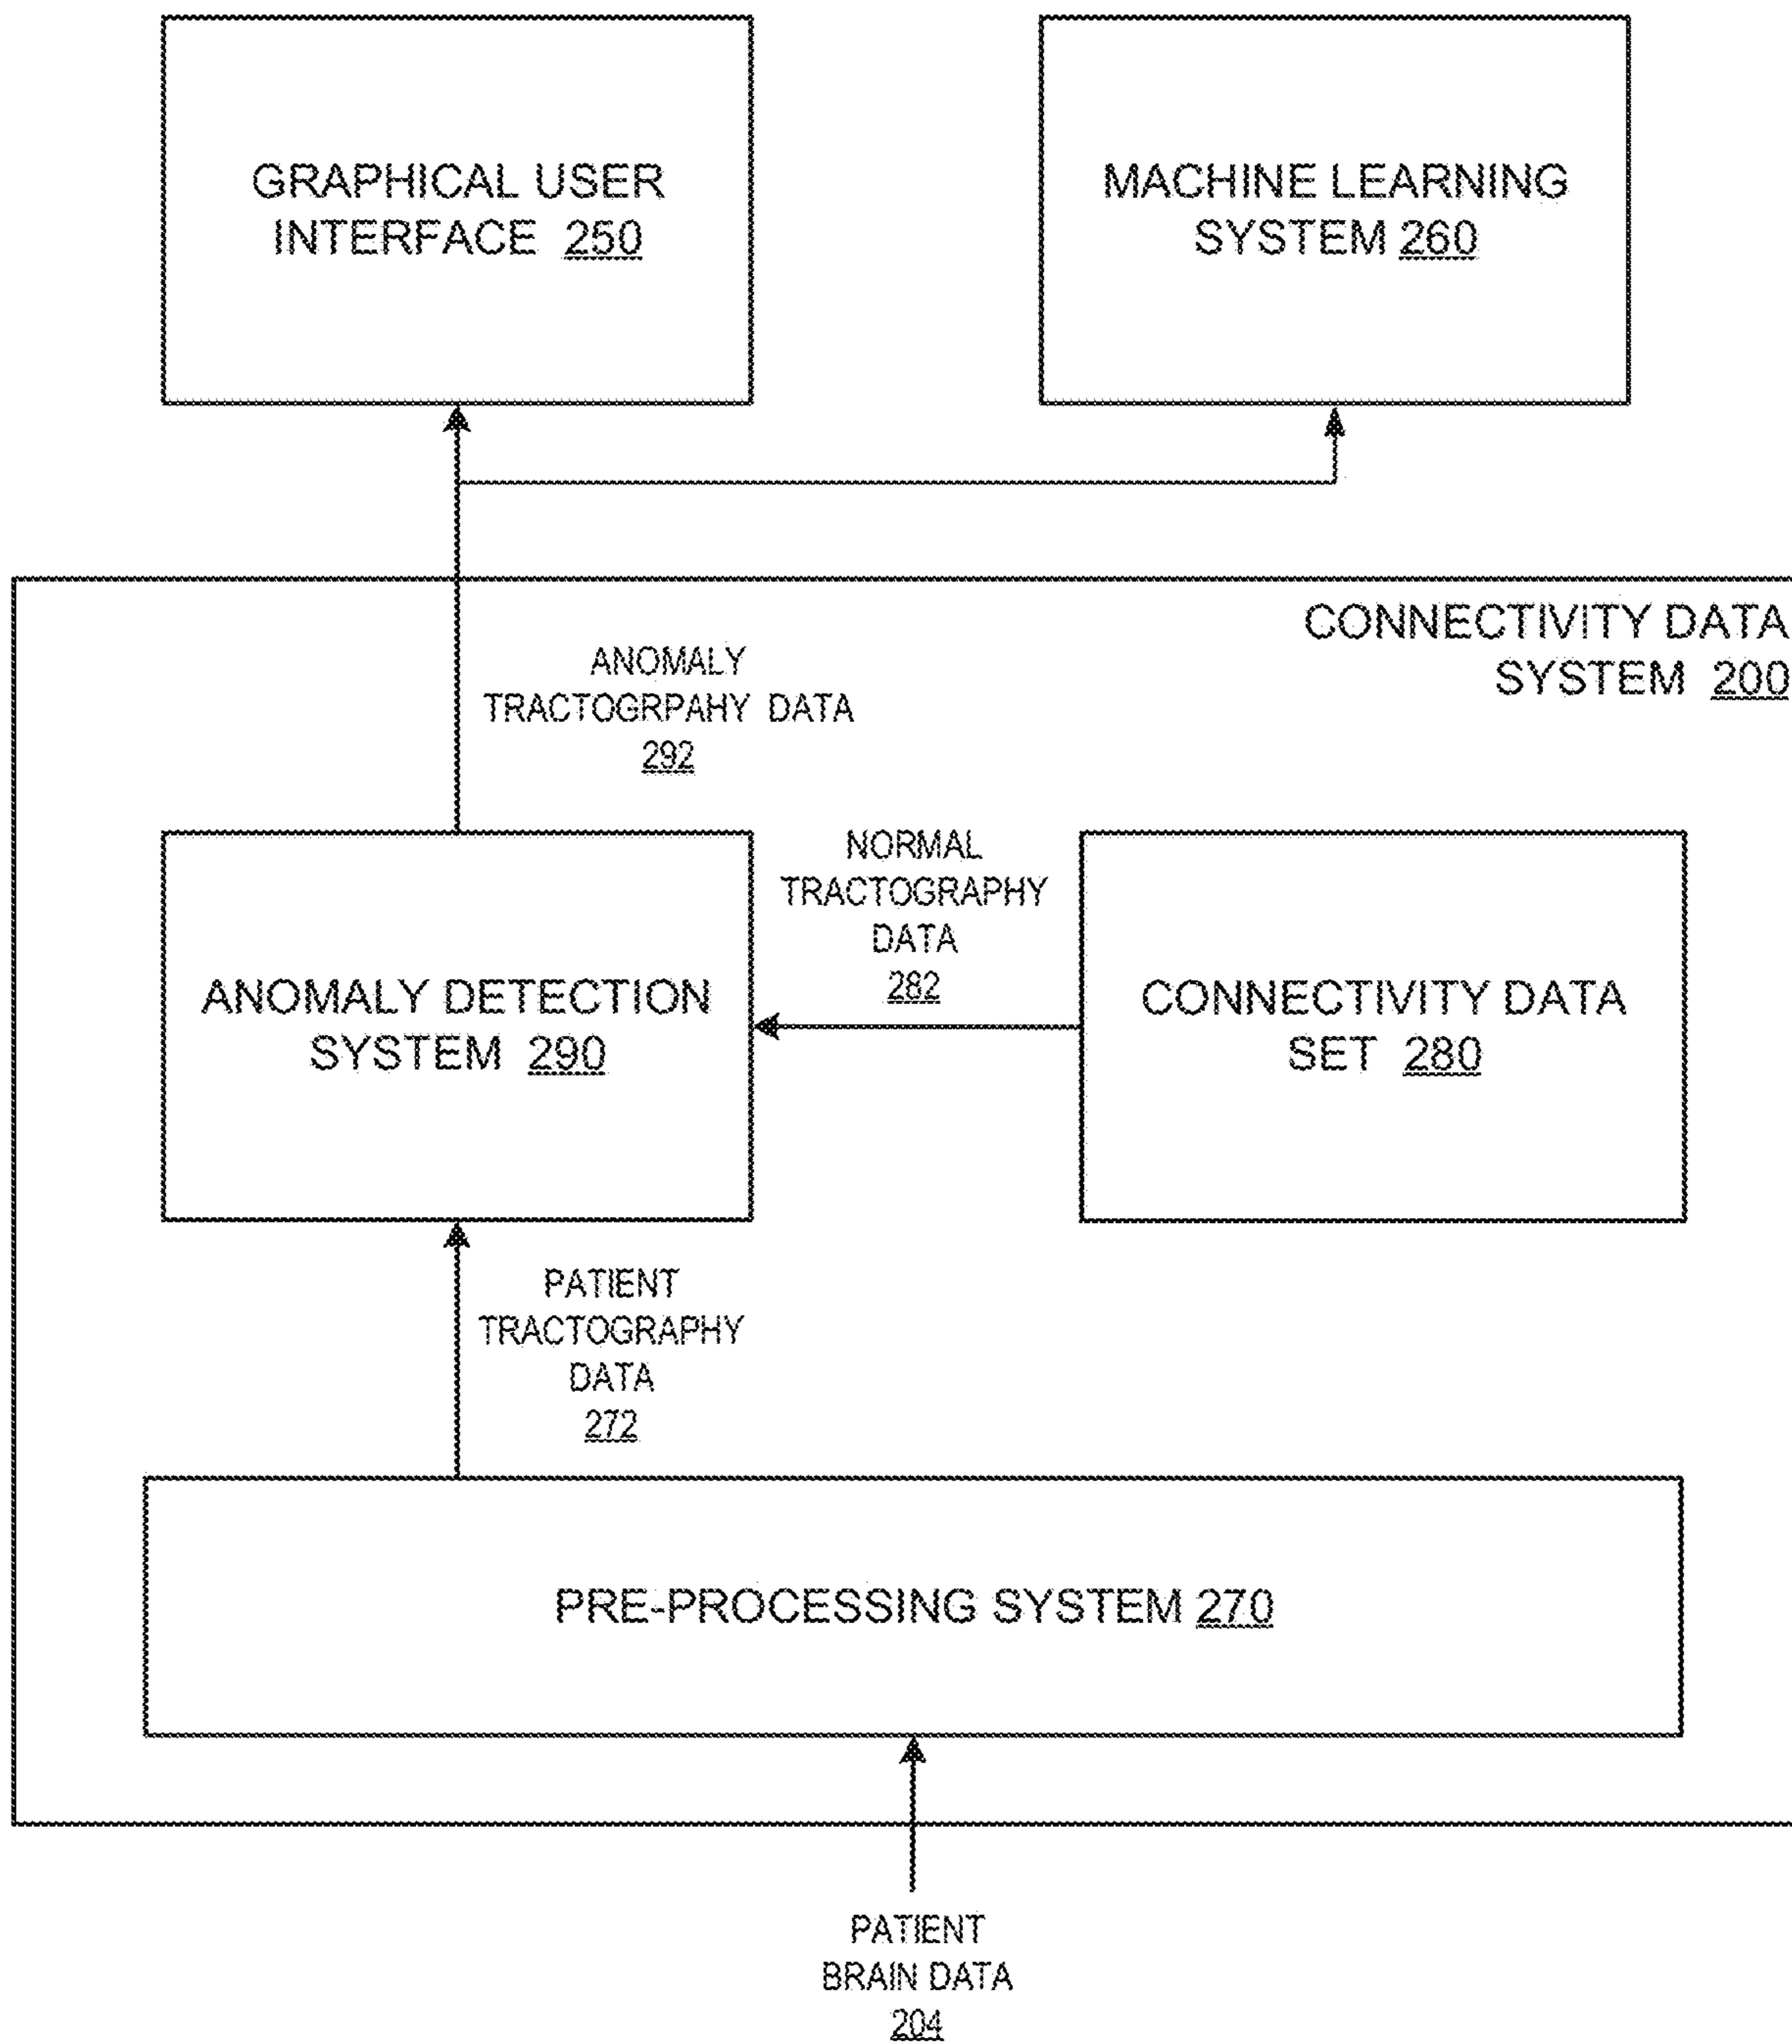 GRAPHICAL USER
INTERFACE 250
MACHINE LEARNING
SYSTEM 260
CONNECTIVITY DATA
SYSTEM 200
ANOMALY
TRACTOGRPAHY DATA
292
NORMAL
TRACTOGRAPHY
DATA
282
ANOMALY DETECTION
SYSTEM 290
CONNECTIVITY DATA
SET 280
PATIENT
TRACTOGRAPHY
DATA
272
PRE-PROCESSING SYSTEM 270
PATIENT
BRAIN DATA
204